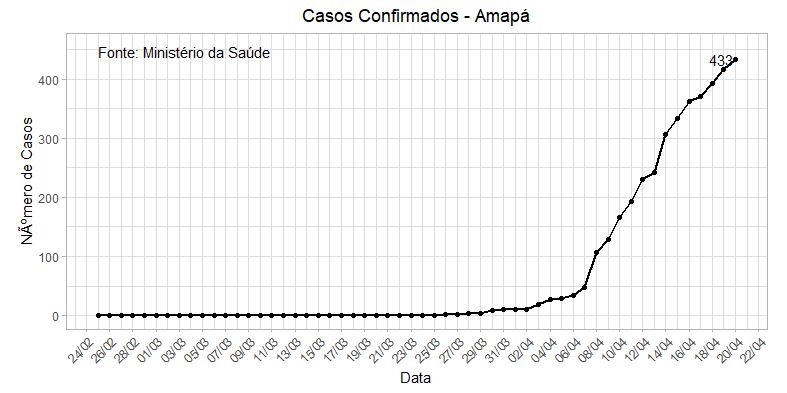 Casos Confirmados - Amapá
Fonte: Ministério da Saúde
433
NÃºmero de Casos
400
300
200
100
0
24/02 26/02 28/02 01/03 03/03 05/03 07/03 09/03 11/03 13/03 15/03 17/03 19/03 21/03 23/03 25/03 27/03 29/03 31/03 02/04 04/04 06/04 08/04 10/04 12/04 14/04 16/04 18/04 20/04 22/04
Data